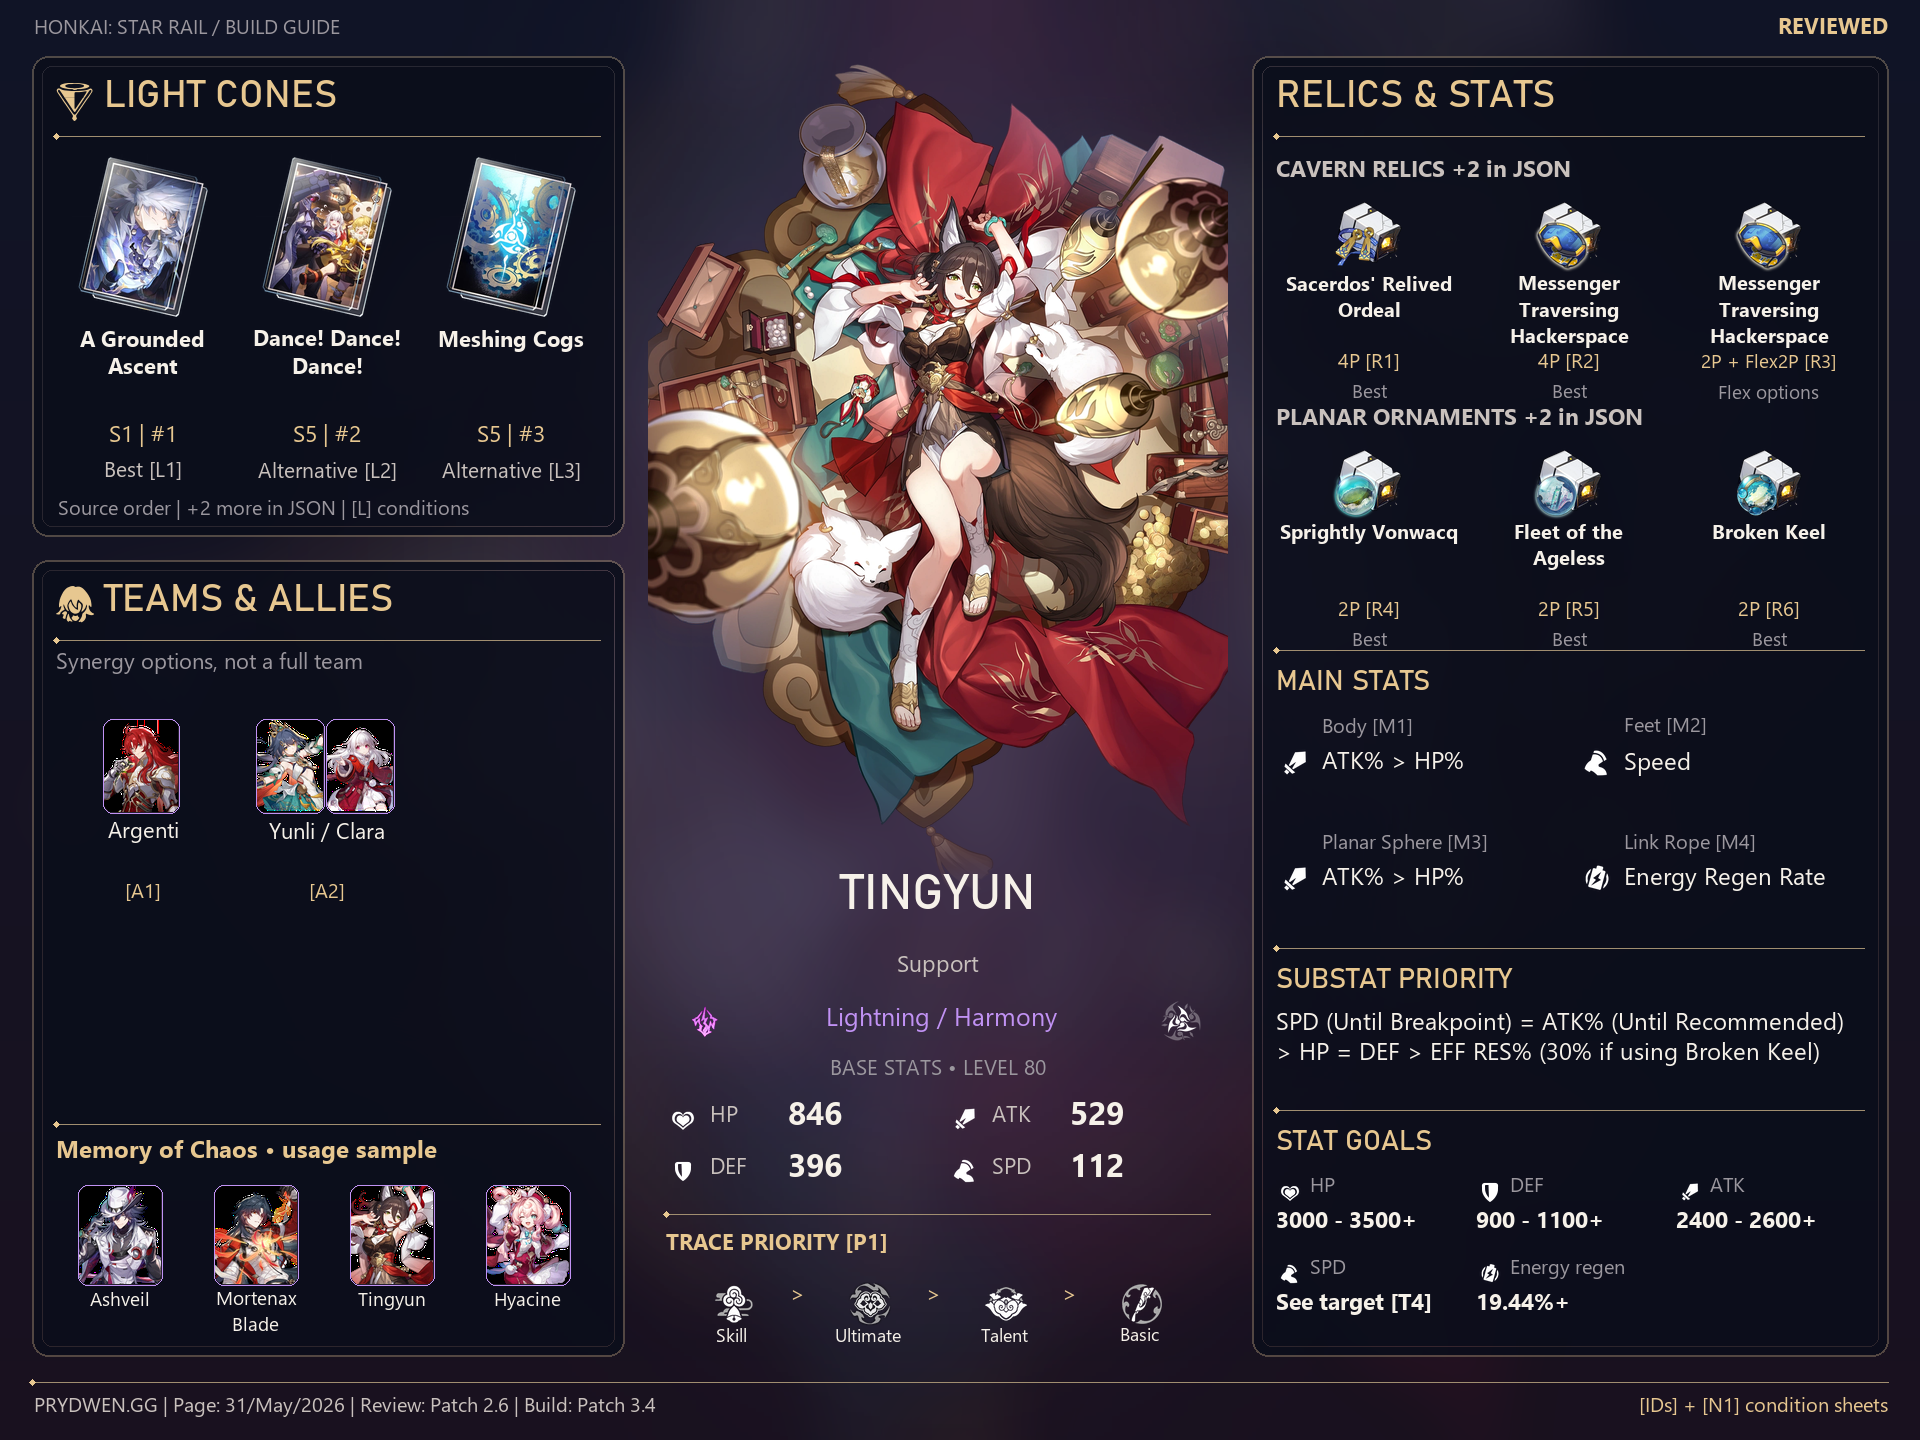 HONKAI: STAR RAIL / BUILD GUIDE
REVIEWED
LIGHT CONES
A Grounded Ascent
S1 | #1
Best [L1]
Dance! Dance! Dance!
S5 | #2
Alternative [L2]
Meshing Cogs
S5 | #3
Alternative [L3]
Source order | +2 more in JSON | [L] conditions
TEAMS & ALLIES
Synergy options, not a full team
Argenti
[A1]
Yunli / Clara
[A2]
Memory of Chaos • usage sample
Ashveil
Mortenax Blade
Tingyun
Hyacine
TINGYUN
Support
Lightning / Harmony
BASE STATS • LEVEL 80
HP 846
ATK 529
DEF 396
SPD 112
TRACE PRIORITY [P1]
Skill > Ultimate > Talent > Basic
RELICS & STATS
CAVERN RELICS +2 in JSON
Sacerdos' Relived Ordeal
4P [R1]
Best
Messenger Traversing Hackerspace
4P [R2]
Best
Messenger Traversing Hackerspace
2P + Flex2P [R3]
Flex options
PLANAR ORNAMENTS +2 in JSON
Sprightly Vonwacq
2P [R4]
Best
Fleet of the Ageless
2P [R5]
Best
Broken Keel
2P [R6]
Best
MAIN STATS
Body [M1]
ATK% > HP%
Feet [M2]
Speed
Planar Sphere [M3]
ATK% > HP%
Link Rope [M4]
Energy Regen Rate
SUBSTAT PRIORITY
SPD (Until Breakpoint) = ATK% (Until Recommended)
> HP = DEF > EFF RES% (30% if using Broken Keel)
STAT GOALS
HP
3000 - 3500+
DEF
900 - 1100+
ATK
2400 - 2600+
SPD
See target [T4]
Energy regen
19.44%+
PRYDWEN.GG | Page: 31/May/2026 | Review: Patch 2.6 | Build: Patch 3.4
[IDs] + [N1] condition sheets